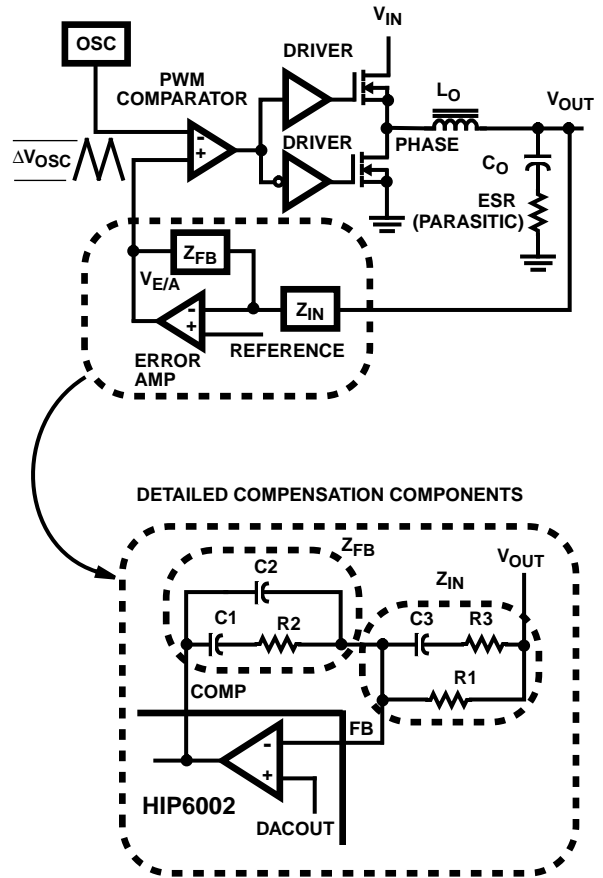 V_IN
OSC
DRIVER
PWM
COMPARATOR
L_O
V_OUT
-
+
DRIVER
PHASE
ΔV_OSC
C_O
ESR
(PARASITIC)
Z_FB
V_E/A
-
+
Z_IN
REFERENCE
ERROR
AMP
DETAILED COMPENSATION COMPONENTS
Z_FB
V_OUT
C2
Z_IN
C1
R2
C3
R3
R1
COMP
FB
-
+
HIP6002
DACOUT